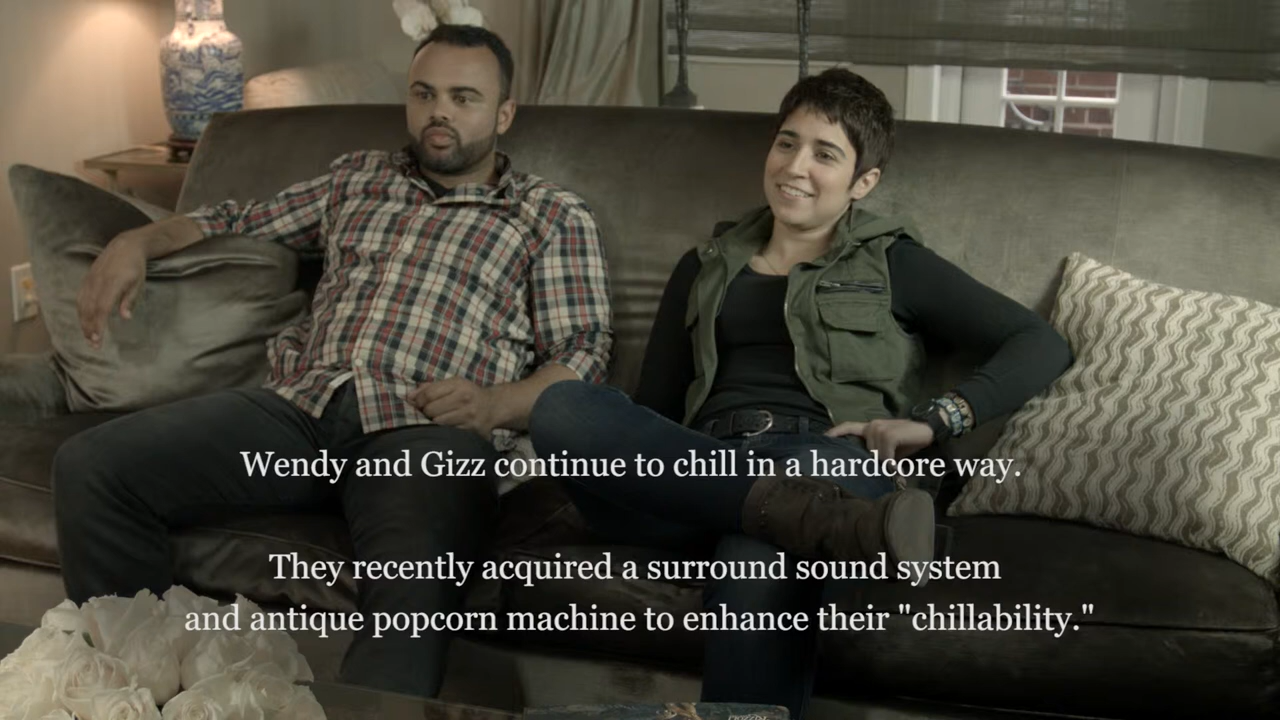 Wendy and Gizz continue to chill in a hardcore way.
They recently acquired a surround sound system
and antique popcorn machine to enhance their "chillability."